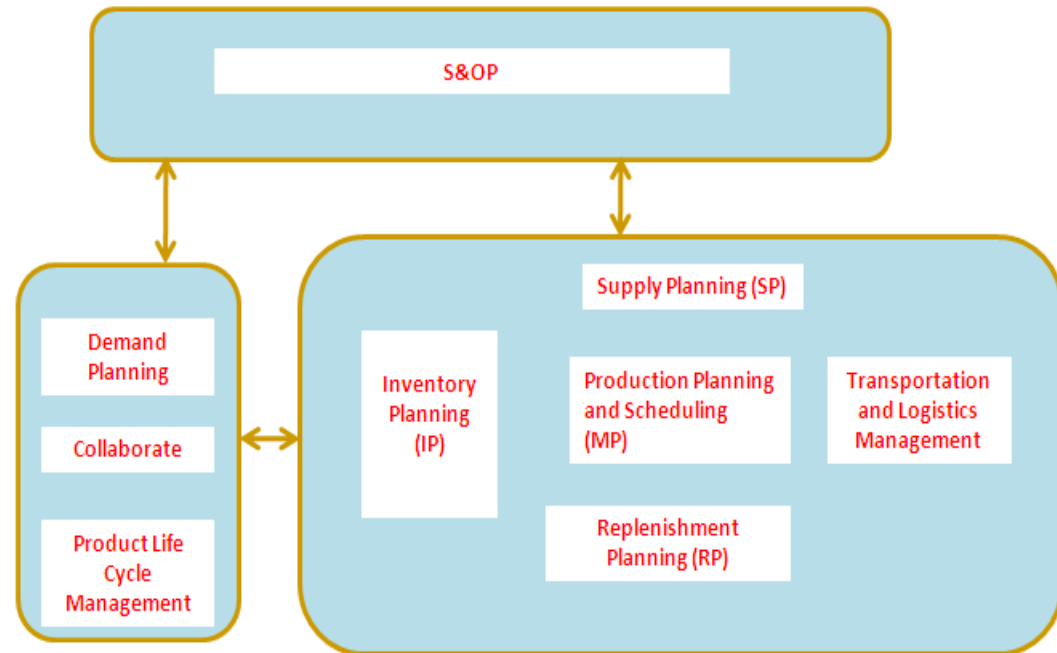 S&OP
Demand
Planning
Collaborate
Product Life
Cycle
Management
Supply Planning (SP)
Inventory
Planning
(IP)
Production Planning
and Scheduling
(MP)
Transportation
and Logistics
Management
Replenishment
Planning (RP)